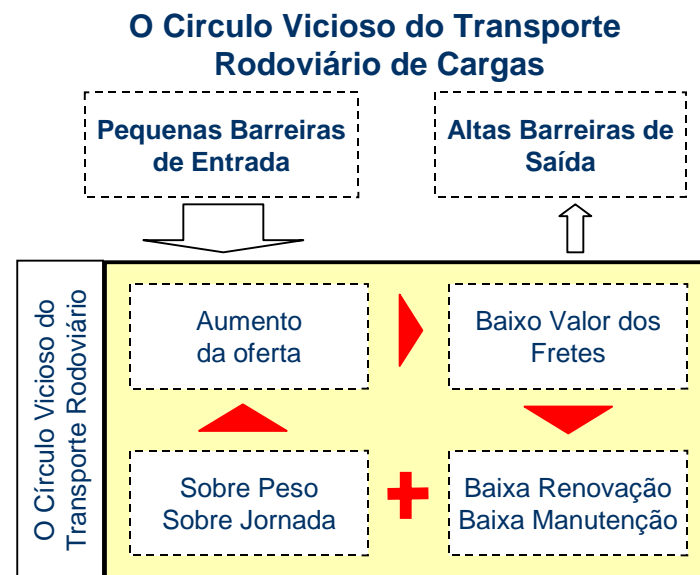 O Circulo Vicioso do Transporte
Rodoviário de Cargas
Pequenas Barreiras
de Entrada
Altas Barreiras de
Saída
O Círculo Vicioso do
Transporte Rodoviário
Aumento
da oferta
Baixo Valor dos
Fretes
Sobre Peso
Sobre Jornada
Baixa Renovação
Baixa Manutenção